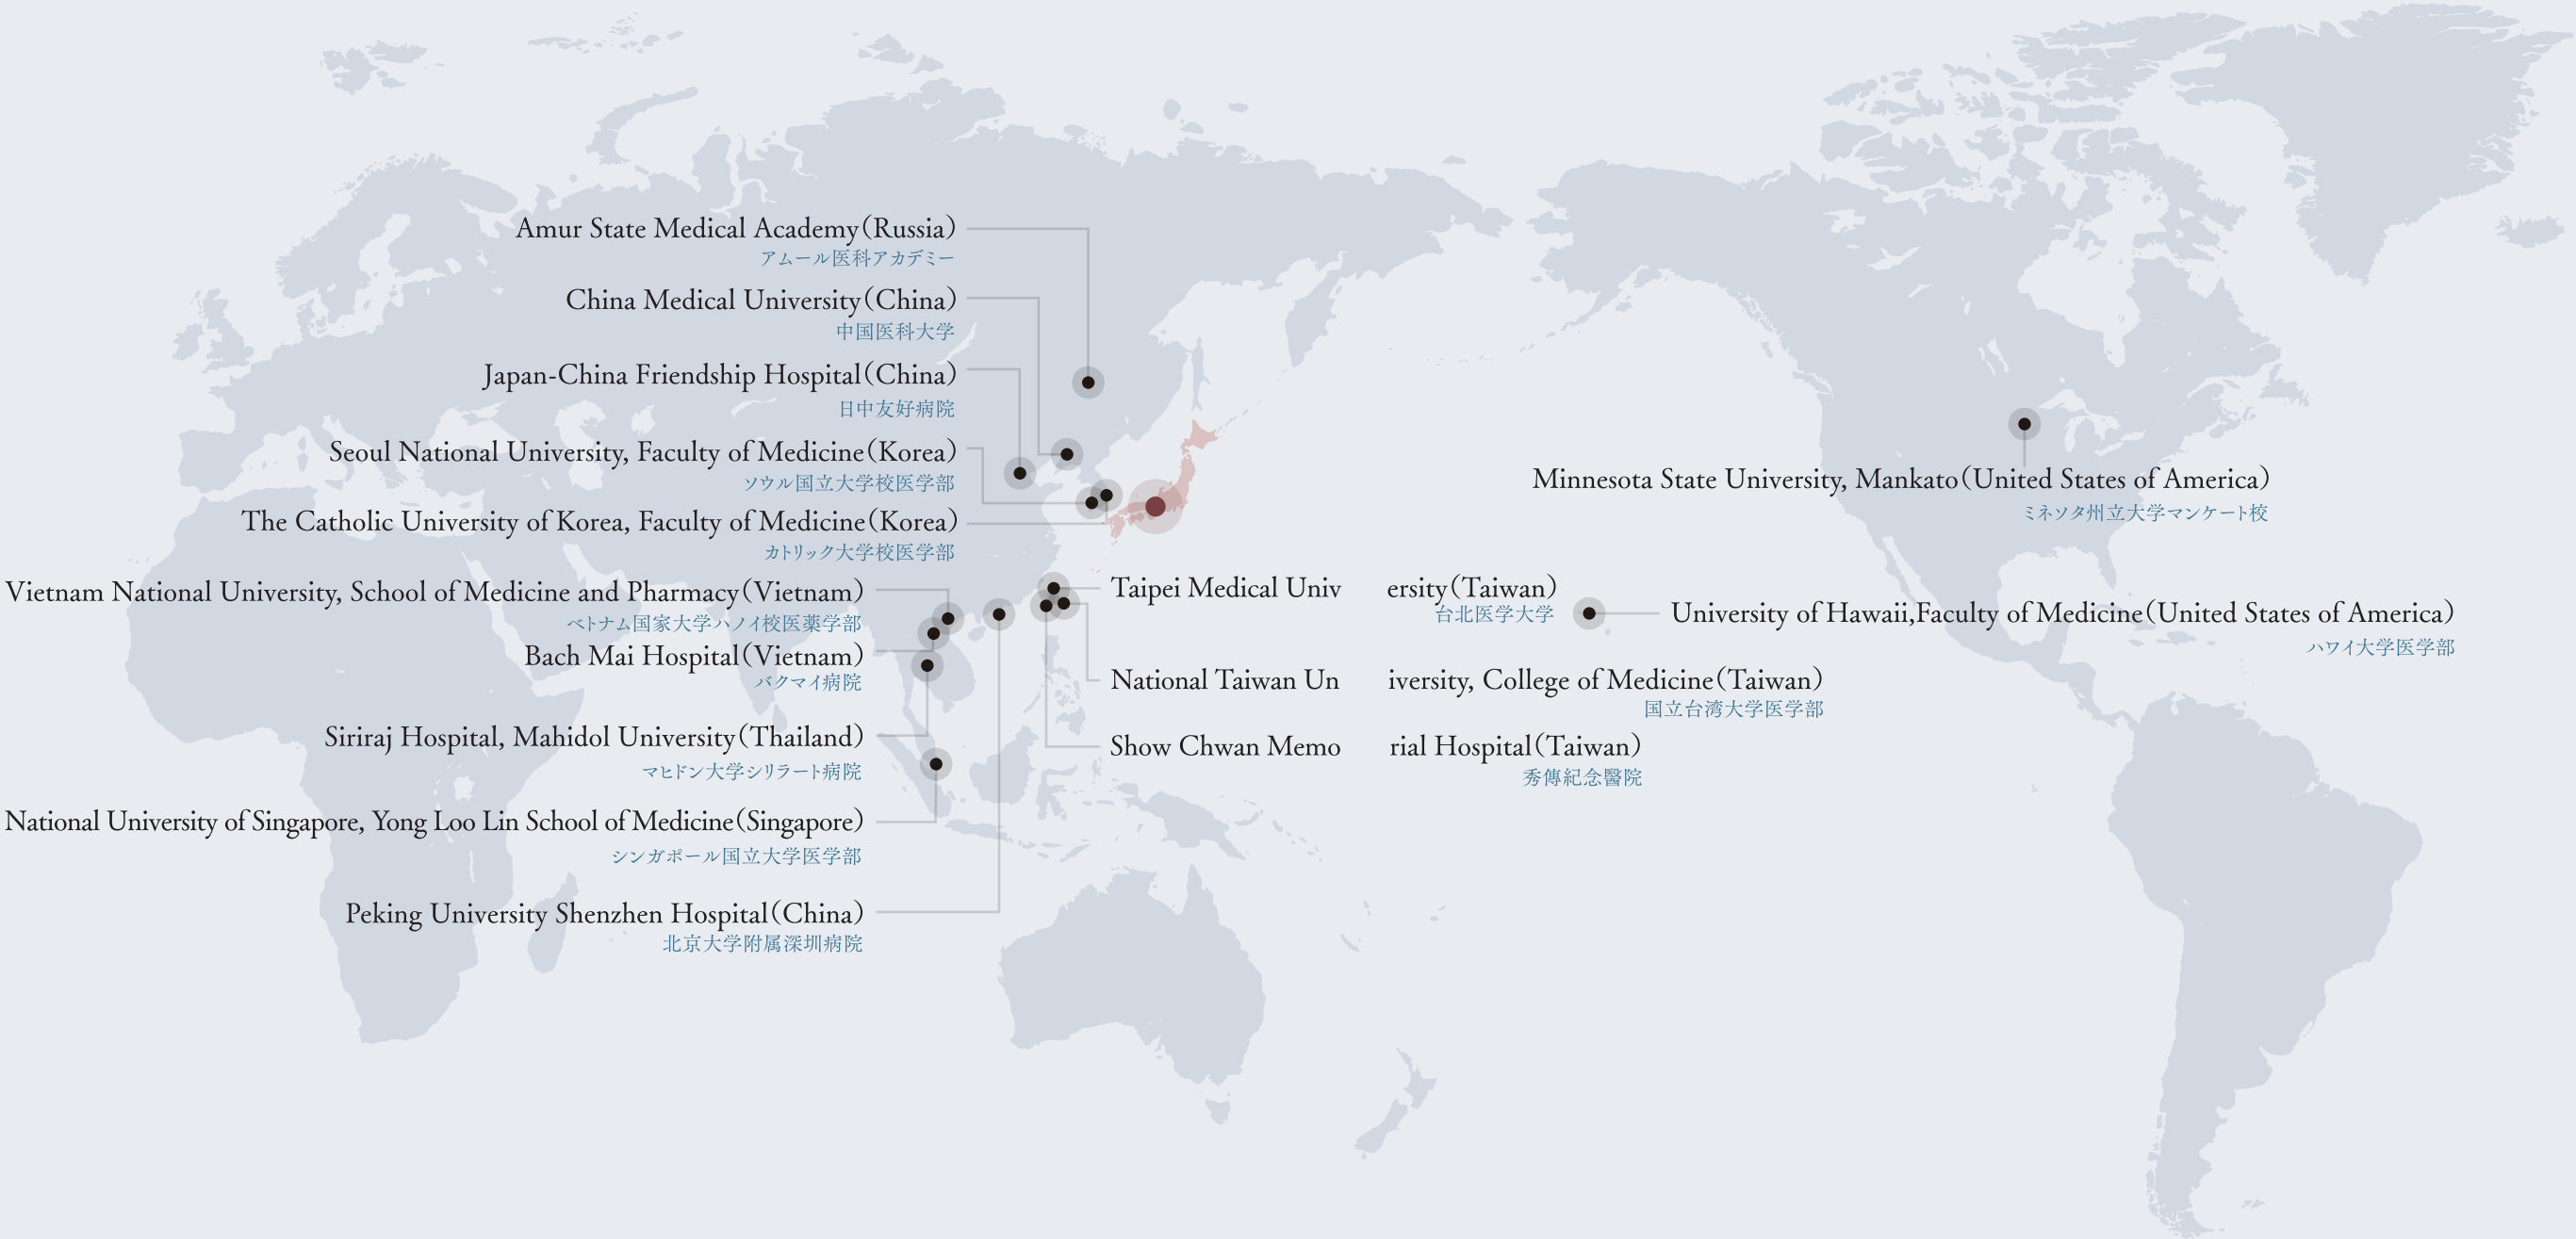 Amur State Medical Academy(Russia)
アムール医科アカデミー
China Medical University(China)
中国医科大学
Japan-China Friendship Hospital(China)
日中友好病院
Seoul National University, Faculty of Medicine(Korea)
ソウル国立大学校医学部
The Catholic University of Korea, Faculty of Medicine(Korea)
カトリック大学校医学部
Vietnam National University, School of Medicine and Pharmacy(Vietnam)
ベトナム国家大学ハノイ校医薬学部
Bach Mai Hospital(Vietnam)
バクマイ病院
Siriraj Hospital, Mahidol University(Thailand)
マヒドン大学シリラート病院
National University of Singapore, Yong Loo Lin School of Medicine(Singapore)
シンガポール国立大学医学部
Peking University Shenzhen Hospital(China)
北京大学附属深圳病院
Taipei Medical Univ ersity(Taiwan)
台北医学大学
National Taiwan Un iversity, College of Medicine(Taiwan)
国立台湾大学医学部
Show Chwan Memo rial Hospital(Taiwan)
秀傳紀念醫院
Minnesota State University, Mankato(United States of America)
ミネソタ州立大学マンケート校
University of Hawaii,Faculty of Medicine(United States of America)
ハワイ大学医学部